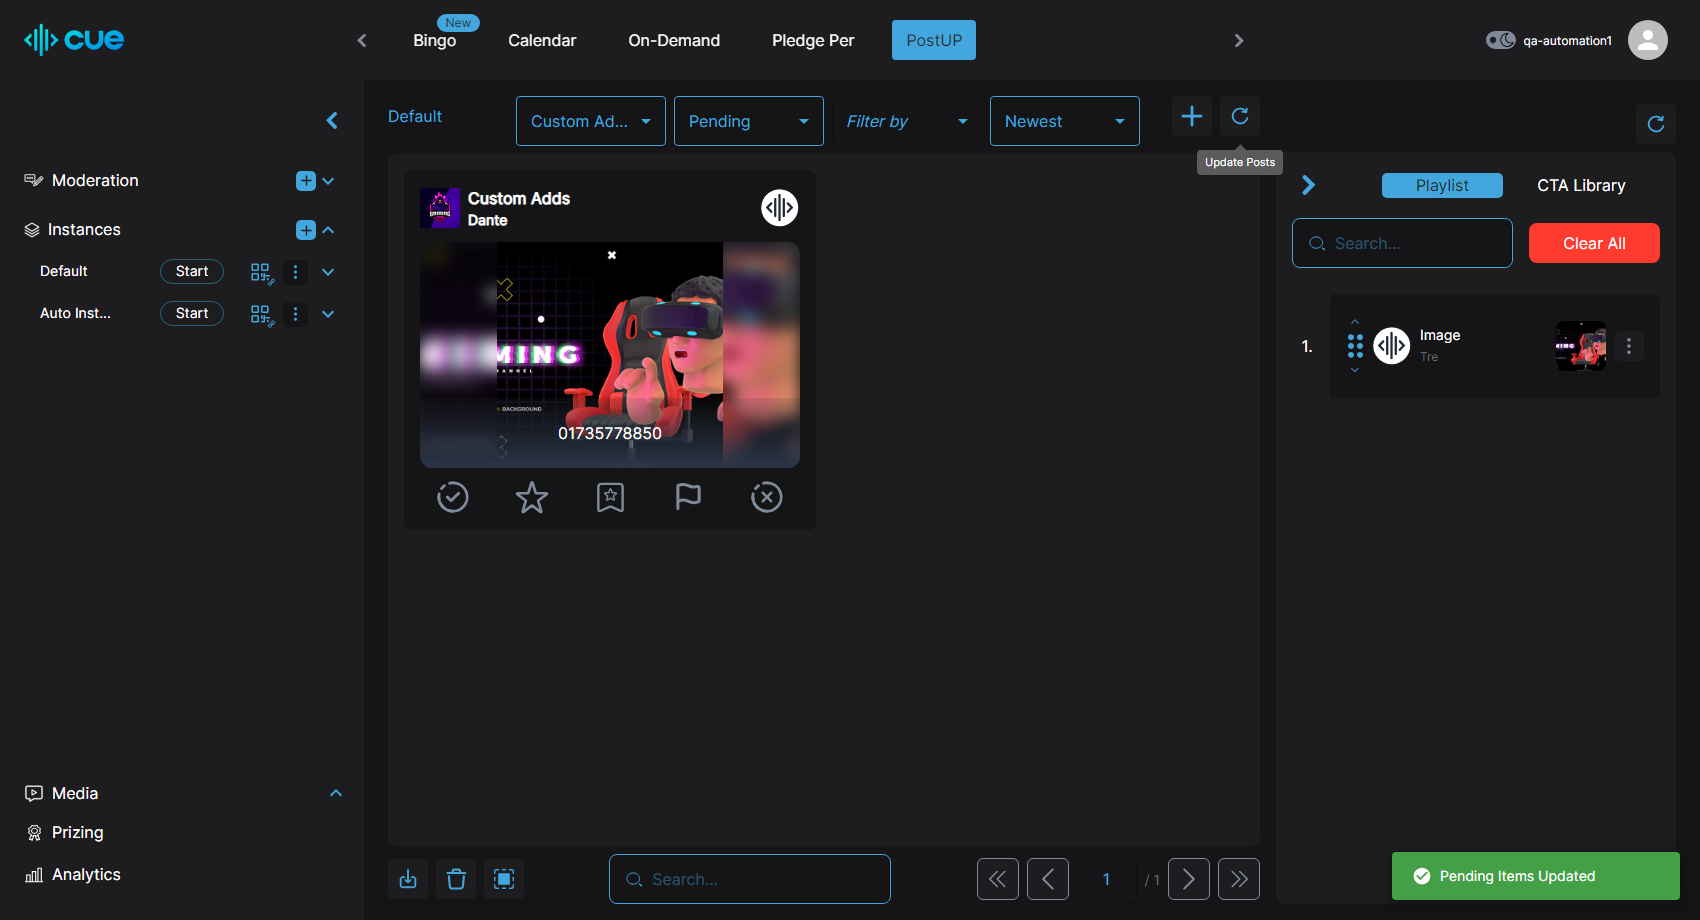 cue
New
Bingo
Calendar
On-Demand
Pledge Per
PostUP
qa-automation1
Default
Custom Ad...
Pending
Filter by
Newest
Update Posts
Moderation
Instances
Default
Start
Auto Inst...
Start
Media
Prizing
Analytics
Custom Adds
Dante
GAMING
MING
BACKGROUND
01735778850
Search...
1
/ 1
Playlist
CTA Library
Search...
Clear All
1.
Image
Tre
Pending Items Updated